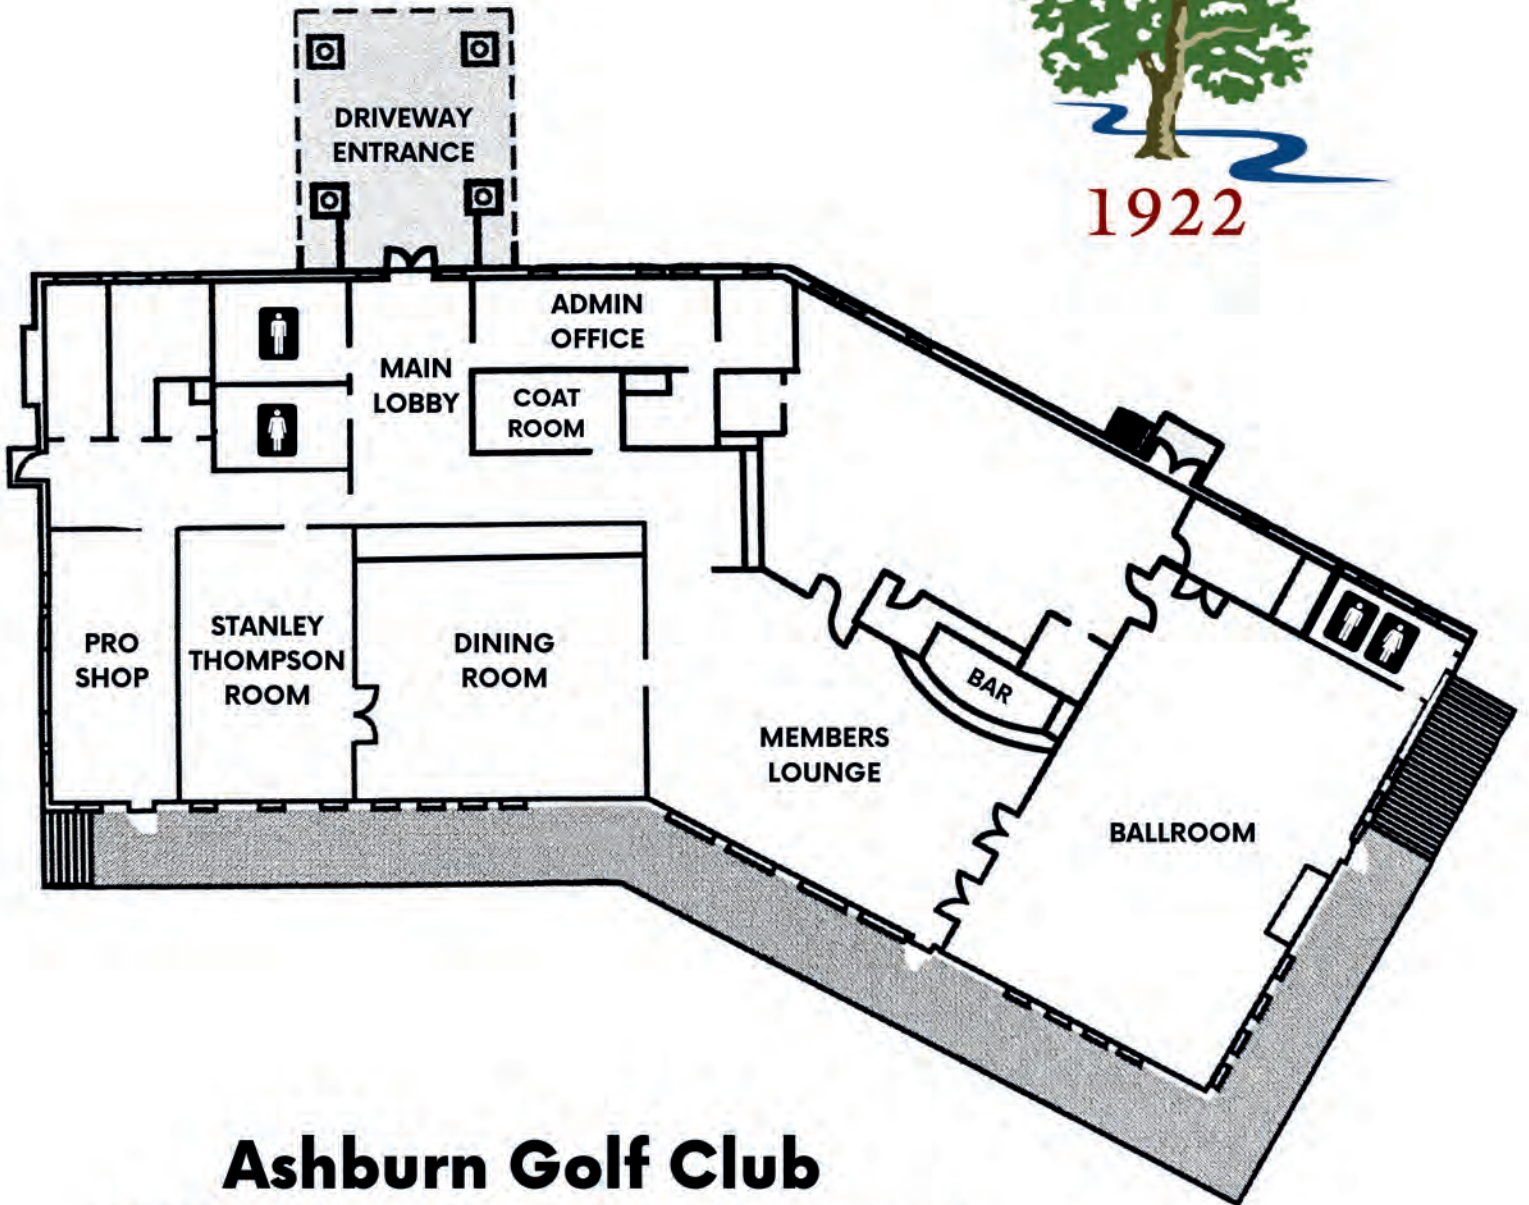 DRIVEWAY
ENTRANCE
1922
ADMIN
OFFICE
MAIN
LOBBY
COAT
ROOM
PRO
SHOP
STANLEY
THOMPSON
ROOM
DINING
ROOM
BAR
MEMBERS
LOUNGE
BALLROOM
Ashburn Golf Club